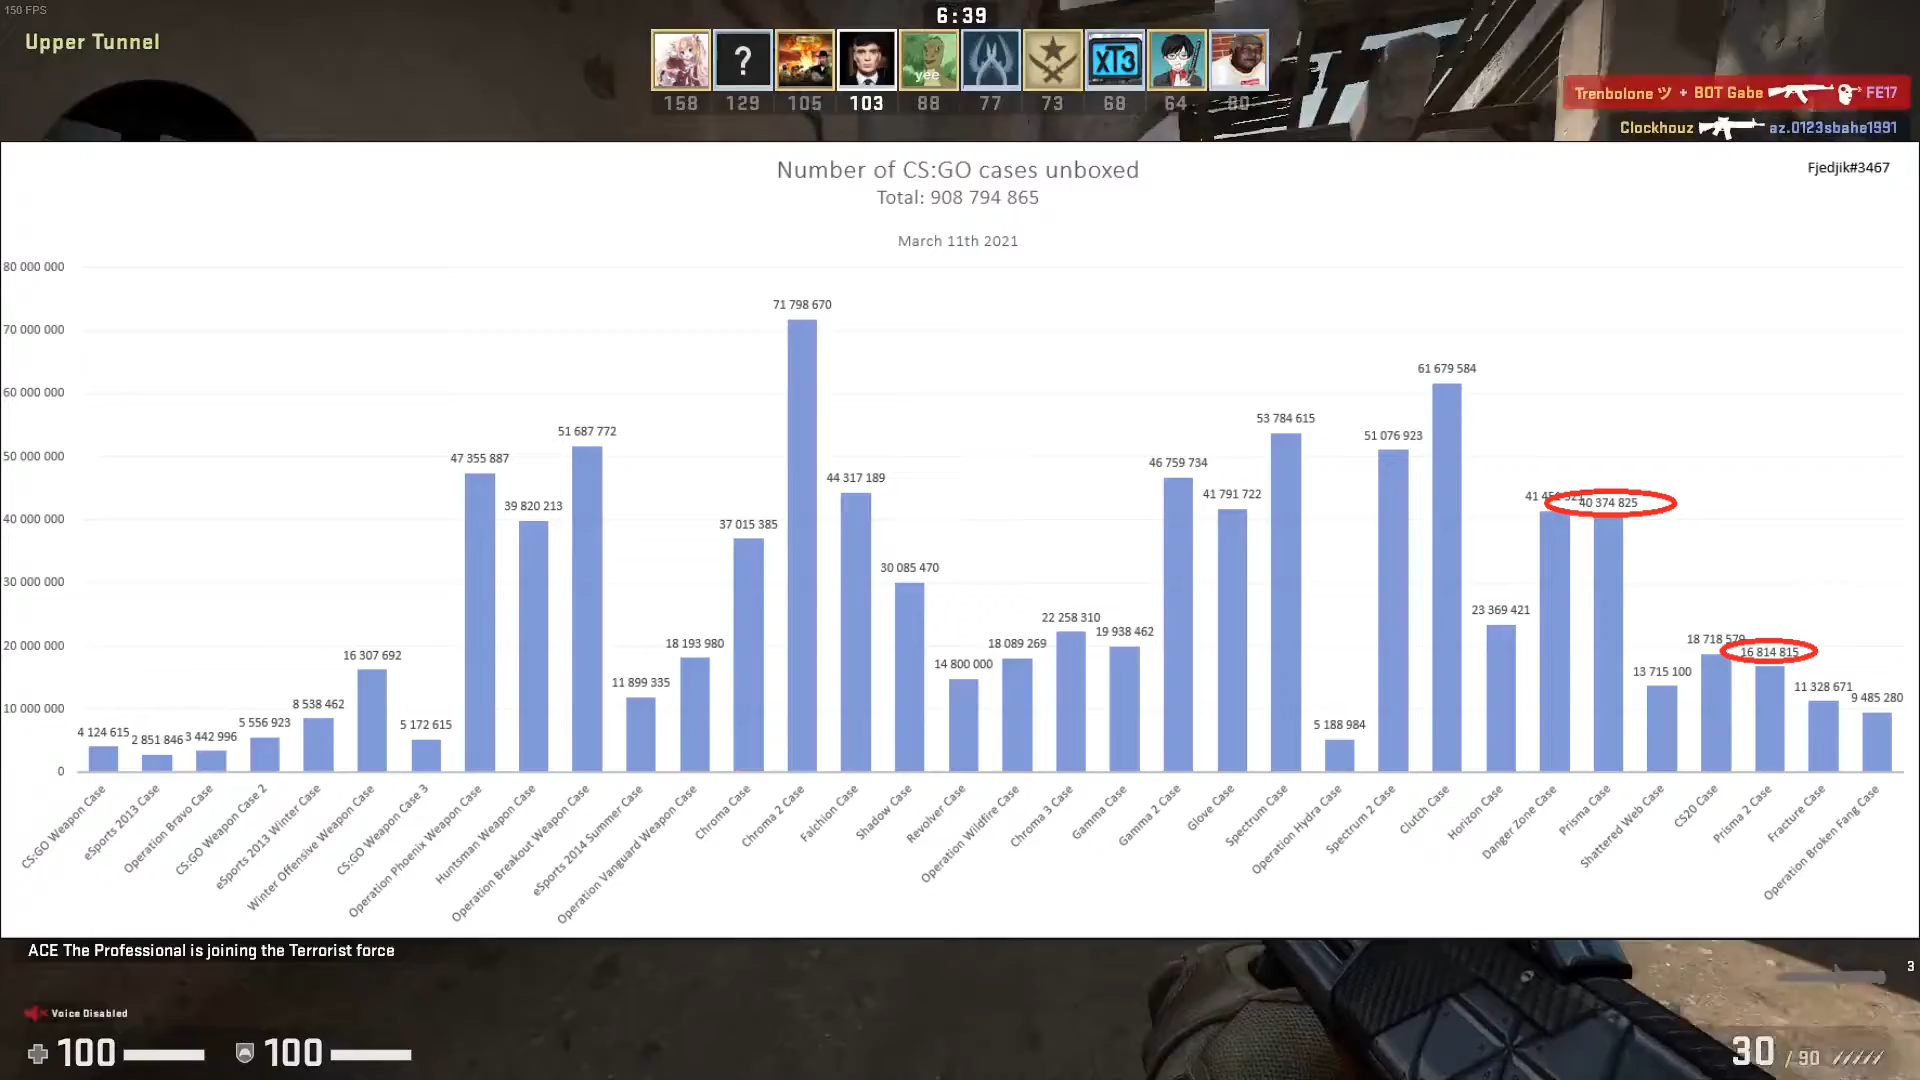 150 FPS
6:39
Upper Tunnel
?
yee
XT3
158 129 105 103 88 77 73 68 64 80
Trenbolone ツ + BOT Gabe FE17
Clockhouz az.0123sbahe1991
Number of CS:GO cases unboxed
Fjedjik#3467
Total: 908 794 865
March 11th 2021
80 000 000
70 000 000
60 000 000
50 000 000
40 000 000
30 000 000
20 000 000
10 000 000
0
4 124 615
2 851 846
3 442 996
5 556 923
8 538 462
16 307 692
5 172 615
47 355 887
39 820 213
51 687 772
11 899 335
18 193 980
37 015 385
71 798 670
44 317 189
30 085 470
14 800 000
18 089 269
22 258 310
19 938 462
46 759 734
41 791 722
53 784 615
5 188 984
51 076 923
61 679 584
23 369 421
40 374 825
13 715 100
18 718 579
16 814 815
11 328 671
9 485 280
CS:GO Weapon Case
eSports 2013 Case
Operation Bravo Case
CS:GO Weapon Case 2
eSports 2013 Winter Case
Winter Offensive Weapon Case
CS:GO Weapon Case 3
Operation Phoenix Weapon Case
Huntsman Weapon Case
Operation Breakout Weapon Case
eSports 2014 Summer Case
Operation Vanguard Weapon Case
Chroma Case
Chroma 2 Case
Falchion Case
Shadow Case
Revolver Case
Operation Wildfire Case
Chroma 3 Case
Gamma Case
Gamma 2 Case
Glove Case
Spectrum Case
Operation Hydra Case
Spectrum 2 Case
Clutch Case
Horizon Case
Danger Zone Case
Prisma Case
Shattered Web Case
CS20 Case
Prisma 2 Case
Fracture Case
Operation Broken Fang Case
ACE The Professional is joining the Terrorist force
3
Voice Disabled
100 100
30 / 90